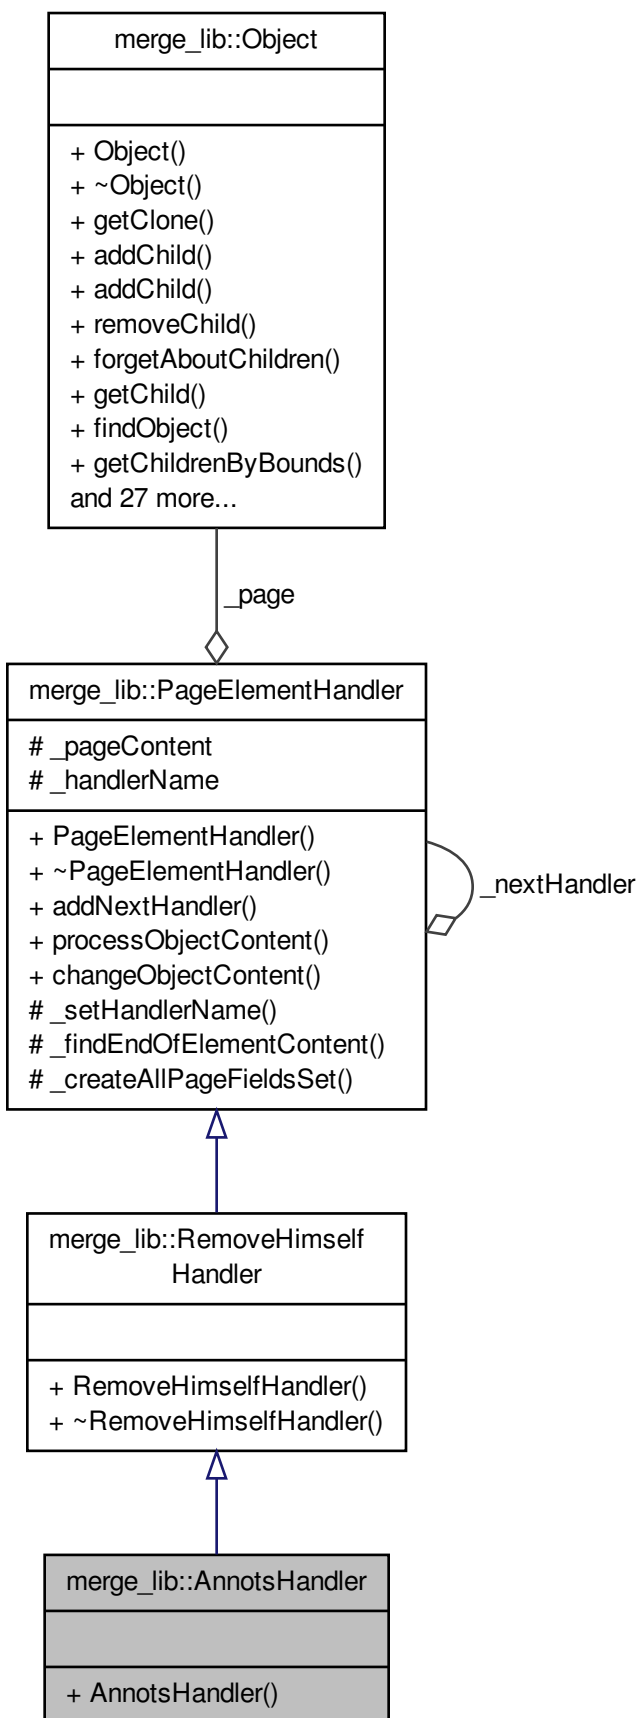 merge_lib::Object
+ Object()
+ ~Object()
+ getClone()
+ addChild()
+ addChild()
+ removeChild()
+ forgetAboutChildren()
+ getChild()
+ findObject()
+ getChildrenByBounds()
and 27 more...
_page
merge_lib::PageElementHandler
# _pageContent
# _handlerName
+ PageElementHandler()
+ ~PageElementHandler()
+ addNextHandler()
+ processObjectContent()
+ changeObjectContent()
# _setHandlerName()
# _findEndOfElementContent()
# _createAllPageFieldsSet()
_nextHandler
merge_lib::RemoveHimself
Handler
+ RemoveHimselfHandler()
+ ~RemoveHimselfHandler()
merge_lib::AnnotsHandler
+ AnnotsHandler()